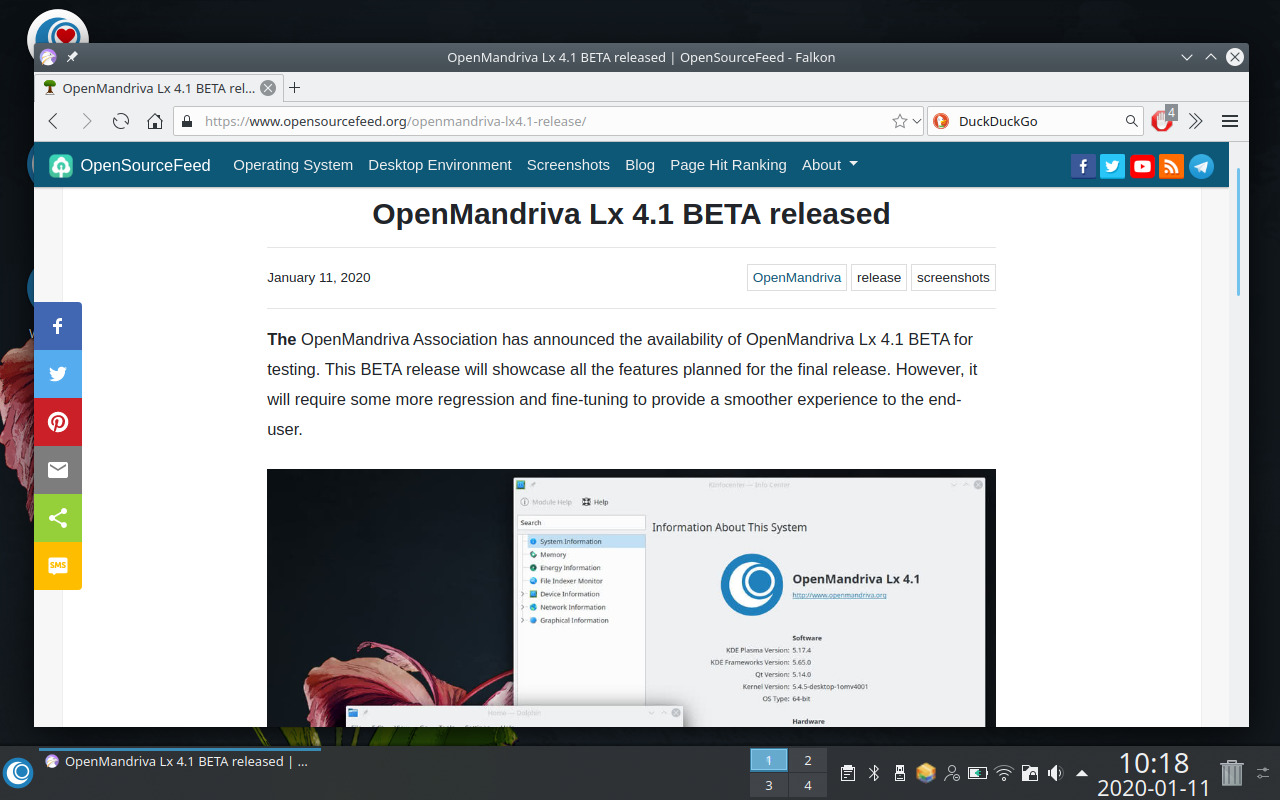 OpenMandriva Lx 4.1 BETA released | OpenSourceFeed - Falkon
OpenMandriva Lx 4.1 BETA rel...
https://www.opensourcefeed.org/openmandriva-lx4.1-release/
DuckDuckGo
4
OpenSourceFeed
Operating System
Desktop Environment
Screenshots
Blog
Page Hit Ranking
About
OpenMandriva Lx 4.1 BETA released
January 11, 2020
OpenMandriva
release
screenshots
The OpenMandriva Association has announced the availability of OpenMandriva Lx 4.1 BETA for
testing. This BETA release will showcase all the features planned for the final release. However, it
will require some more regression and fine-tuning to provide a smoother experience to the end-
user.
SMS
Info Center
Module Help
Help
Search
Information About This System
System Information
Memory
Energy Information
File Indexer Monitor
Device Information
Network Information
Graphical Information
OpenMandriva Lx 4.1
http://www.openmandriva.org
Software
KDE Plasma Version: 5.17.4
KDE Frameworks Version: 5.65.0
Qt Version: 5.14.0
Kernel Version: 5.4.5-desktop-1omv4001
OS Type: 64-bit
Hardware
Home — Dolphin
OpenMandriva Lx 4.1 BETA released | ...
1
2
3
4
10:18
2020-01-11